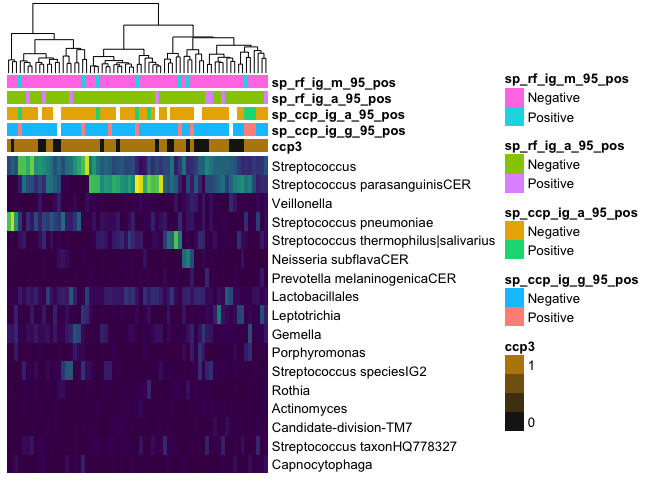 sp_rf_ig_m_95_pos
sp_rf_ig_a_95_pos
sp_ccp_ig_a_95_pos
sp_ccp_ig_g_95_pos
ccp3
Streptococcus
Streptococcus parasanguinisCER
Veillonella
Streptococcus pneumoniae
Streptococcus thermophilus|salivarius
Neisseria subflavaCER
Prevotella melaninogenicaCER
Lactobacillales
Leptotrichia
Gemella
Porphyromonas
Streptococcus speciesIG2
Rothia
Actinomyces
Candidate-division-TM7
Streptococcus taxonHQ778327
Capnocytophaga
sp_rf_ig_m_95_pos
Negative
Positive
sp_rf_ig_a_95_pos
Negative
Positive
sp_ccp_ig_a_95_pos
Negative
Positive
sp_ccp_ig_g_95_pos
Negative
Positive
ccp3
1
0